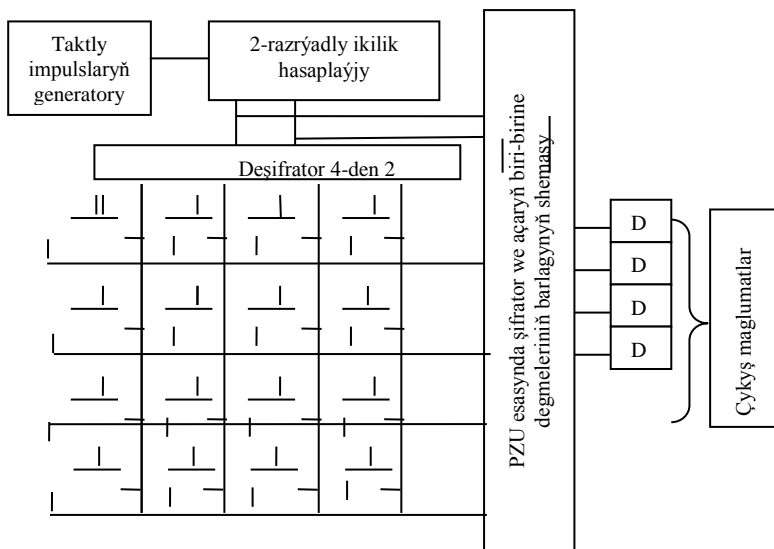 Taktly
impulslaryň
generatory
2-razrýadly ikilik
hasaplaýjy
Deşifrator 4-den 2
PZU esasynda şifrator we açaryň biri-birine
degmeleriniň barlagynyň shemasy
D
D
D
D
Çykyş maglumatlar